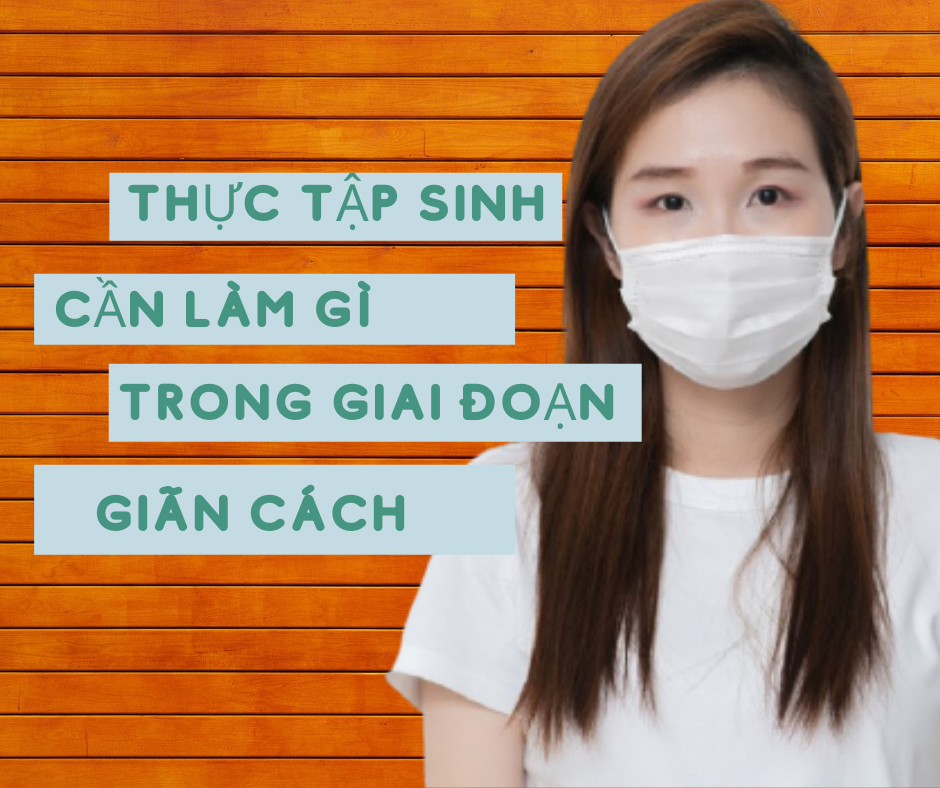 THỰC TẬP SINH
CẦN LÀM GÌ
TRONG GIAI ĐOẠN
GIÃN CÁCH